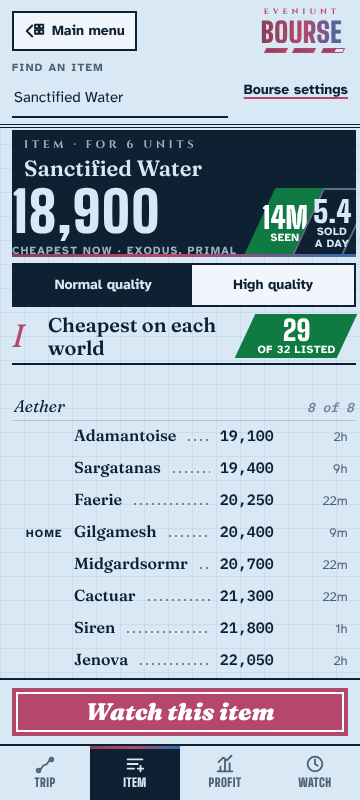 Main menu
EVENIUNT
BOURSE
FIND AN ITEM
Sanctified Water
Bourse settings
ITEM · FOR 6 UNITS
Sanctified Water
18,900
CHEAPEST NOW · EXODUS, PRIMAL
14M
SEEN
5.4
SOLD
A DAY
Normal quality
High quality
I
Cheapest on each
world
29
OF 32 LISTED
Aether
8 of 8
Adamantoise .... 19,100 2h
Sargatanas ...... 19,400 9h
Faerie ............ 20,250 22m
HOME Gilgamesh ....... 20,400 9m
Midgardsormr .. 20,700 22m
Cactuar .......... 21,300 22m
Siren ............. 21,800 1h
Jenova ........... 22,050 2h
Watch this item
TRIP
ITEM
PROFIT
WATCH